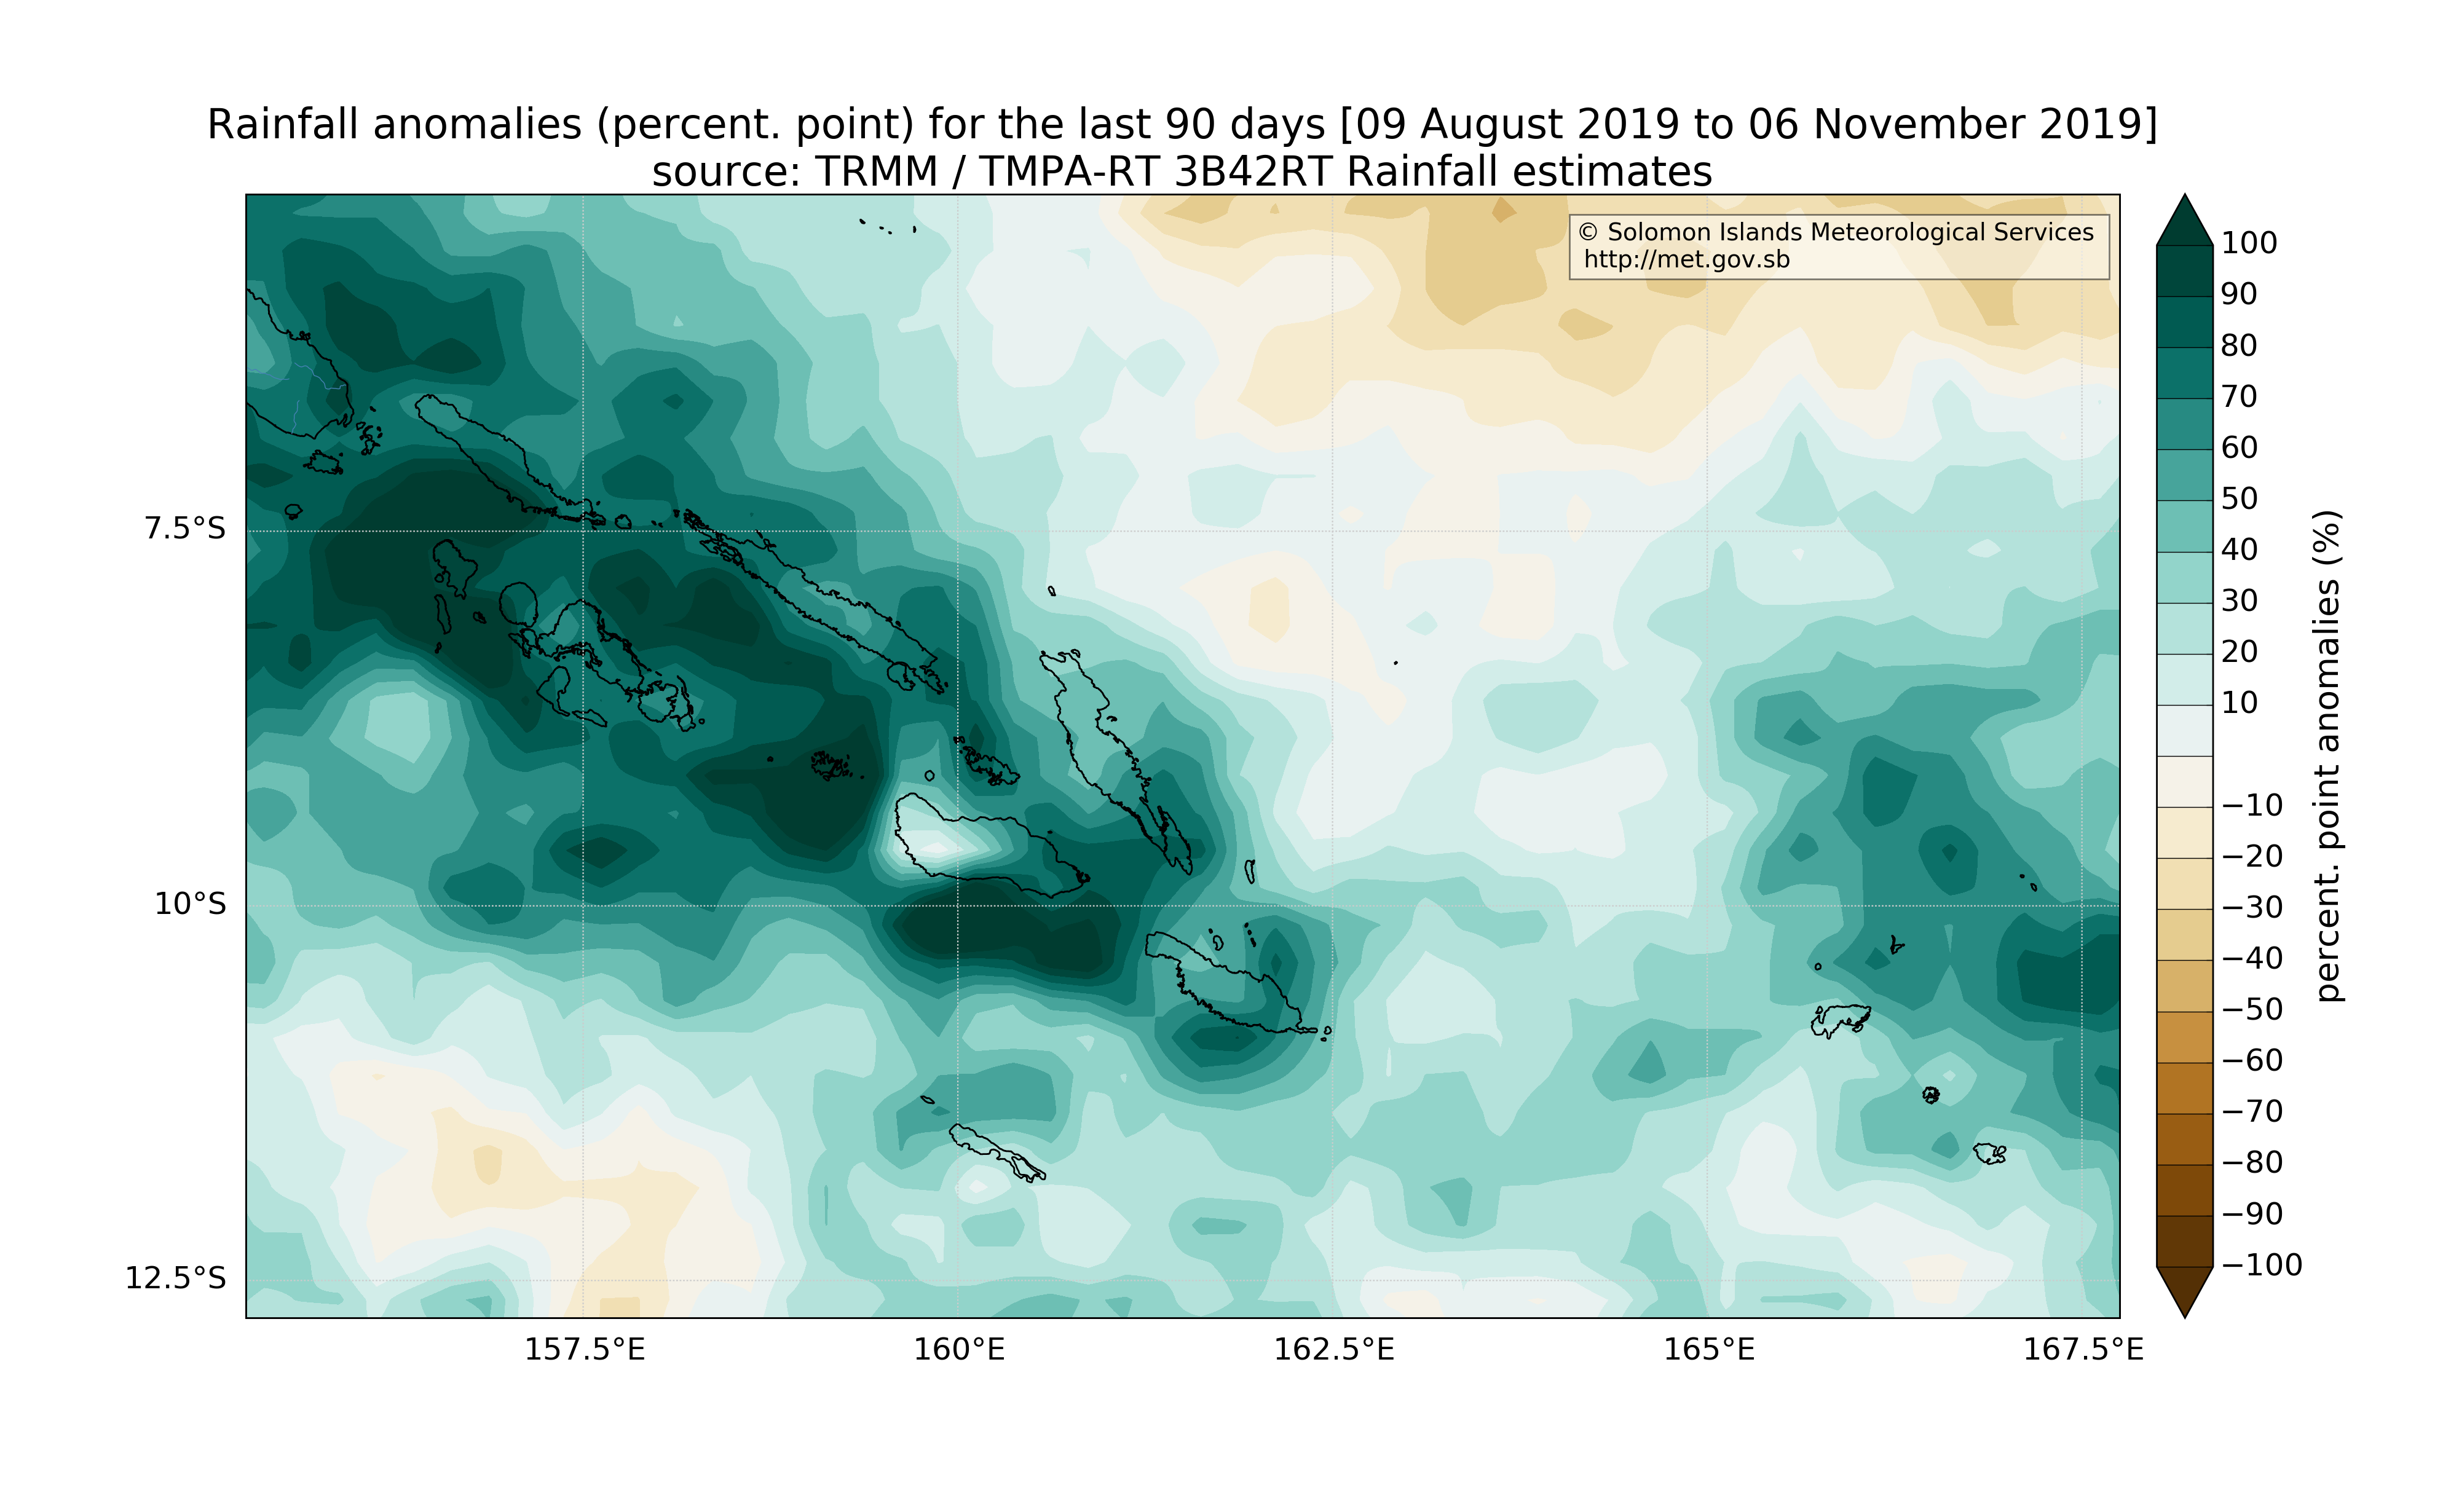 Rainfall anomalies (percent. point) for the last 90 days [09 August 2019 to 06 November 2019]
source: TRMM / TMPA-RT 3B42RT Rainfall estimates
© Solomon Islands Meteorological Services
http://met.gov.sb
7.5°S
10°S
12.5°S
157.5°E
160°E
162.5°E
165°E
167.5°E
100
90
80
70
60
50
40
30
20
10
−10
−20
−30
−40
−50
−60
−70
−80
−90
−100
percent. point anomalies (%)